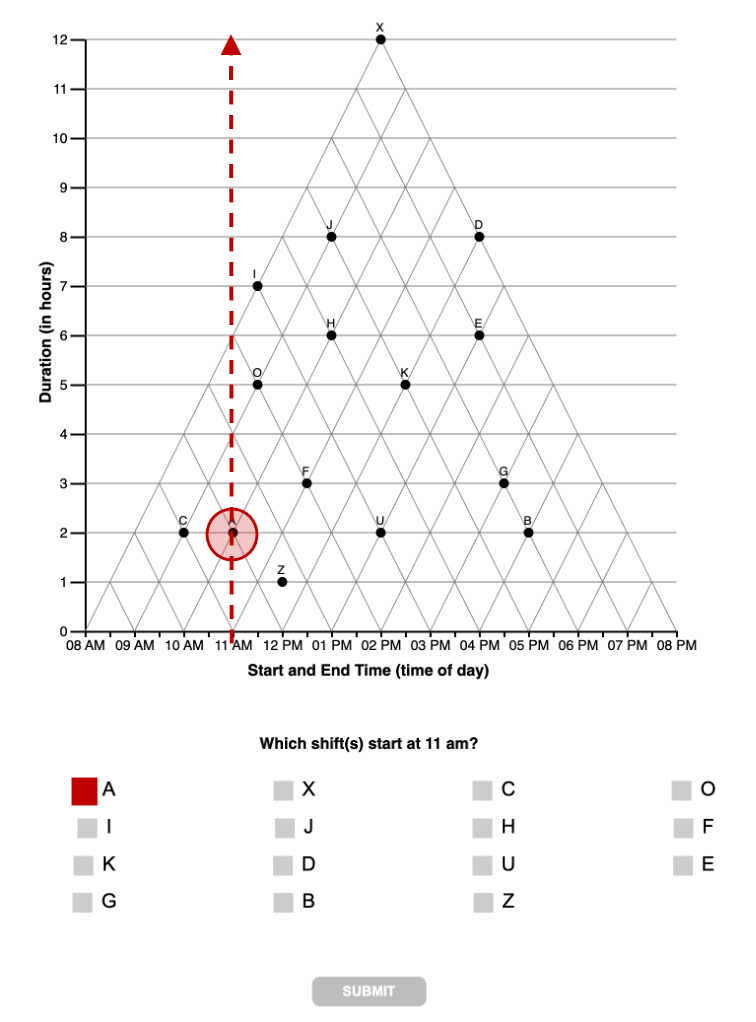 X
12
11
10
9
J
D
8
I
7
H
E
6
O
K
5
4
F
G
3
C
A
U
B
2
Z
1
0
08 AM 09 AM 10 AM 11 AM 12 PM 01 PM 02 PM 03 PM 04 PM 05 PM 06 PM 07 PM 08 PM
Duration (in hours)
Start and End Time (time of day)
Which shift(s) start at 11 am?
A X C O
I J H F
K D U E
G B Z
SUBMIT